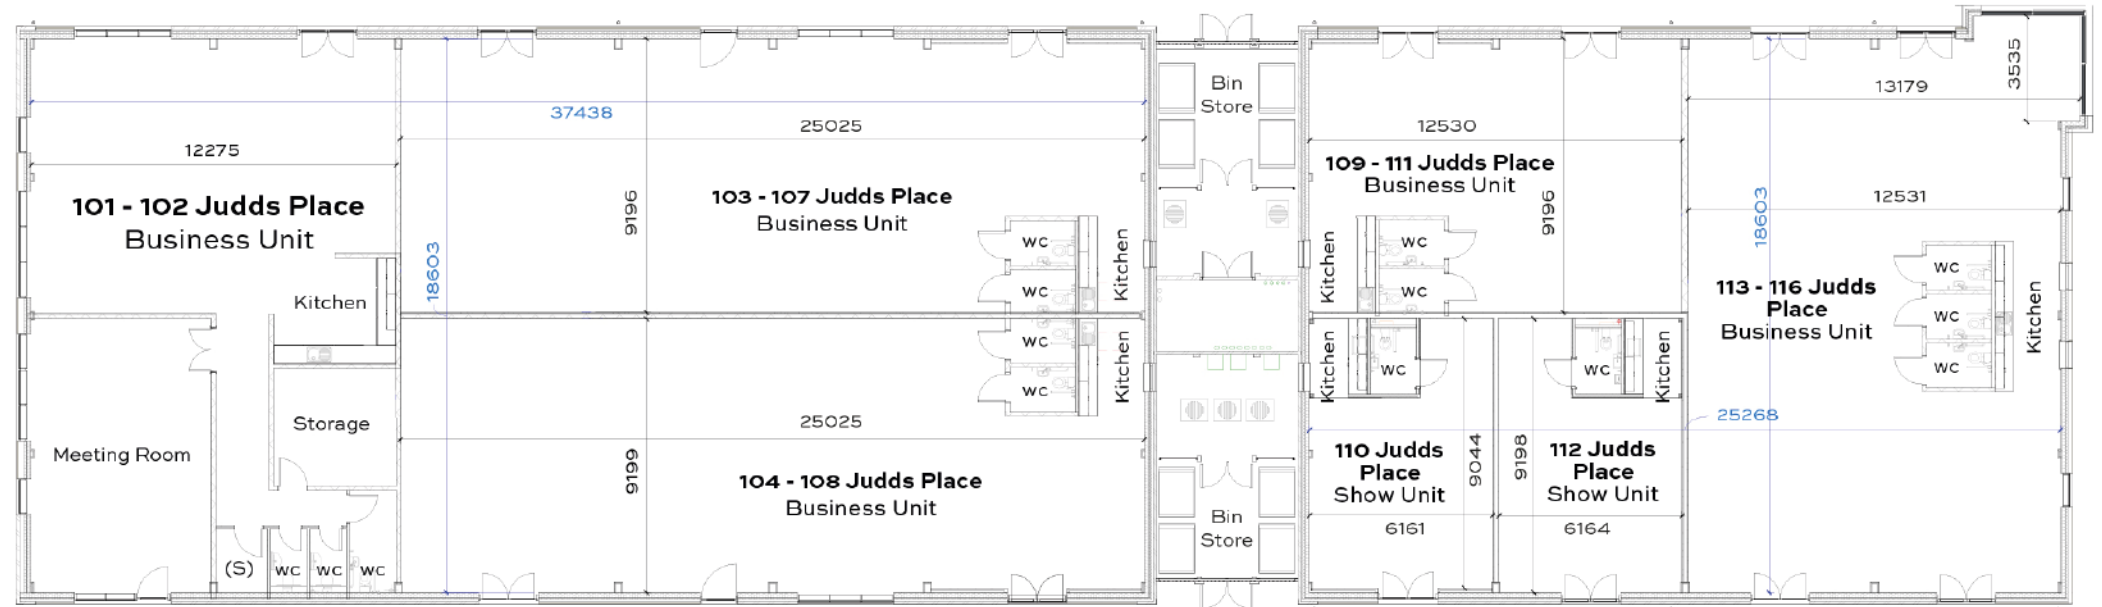 101 - 102 Judds Place
Business Unit
12275
37438
18603
Kitchen
Storage
Meeting Room
(S)
WC
WC
WC
25025
9196
103 - 107 Judds Place
Business Unit
WC
WC
Kitchen
WC
WC
Kitchen
25025
9199
104 - 108 Judds Place
Business Unit
Bin
Store
Bin
Store
12530
109 - 111 Judds Place
Business Unit
9196
Kitchen
WC
WC
Kitchen
WC
110 Judds
Place
Show Unit
9044
6161
WC
Kitchen
9198
112 Judds
Place
Show Unit
6164
13179
3535
12531
18603
113 - 116 Judds
Place
Business Unit
WC
WC
WC
Kitchen
25268